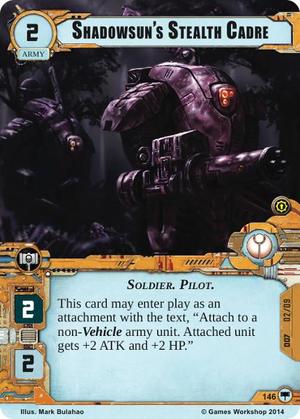 2
Shadowsun's Stealth Cadre
ARMY
007 02/09
Soldier. Pilot.
2
This card may enter play as an
attachment with the text, "Attach to a
2
non-Vehicle army unit. Attached unit
gets +2 ATK and +2 HP."
146
Illus. Mark Bulahao
© Games Workshop 2014